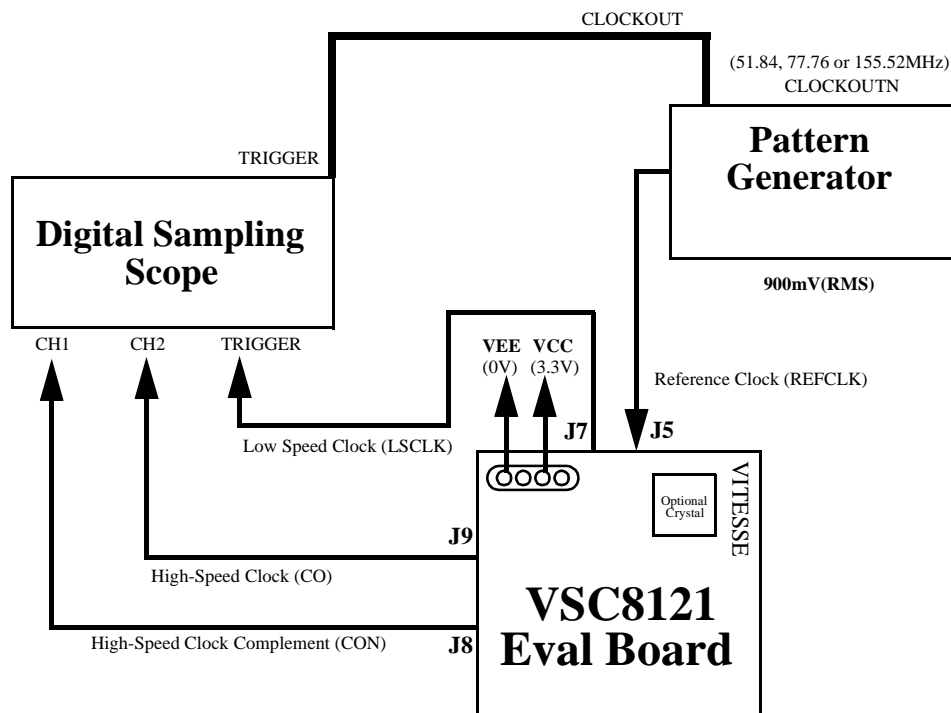 CLOCKOUT
(51.84, 77.76 or 155.52MHz)
CLOCKOUTN
Pattern
Generator
TRIGGER
Digital Sampling
Scope
900mV(RMS)
CH1
CH2
TRIGGER
VEE
VCC
(0V)
(3.3V)
Reference Clock (REFCLK)
J7
J5
Low Speed Clock (LSCLK)
VITESSE
Optional
Crystal
J9
High-Speed Clock (CO)
VSC8121
Eval Board
High-Speed Clock Complement (CON)
J8